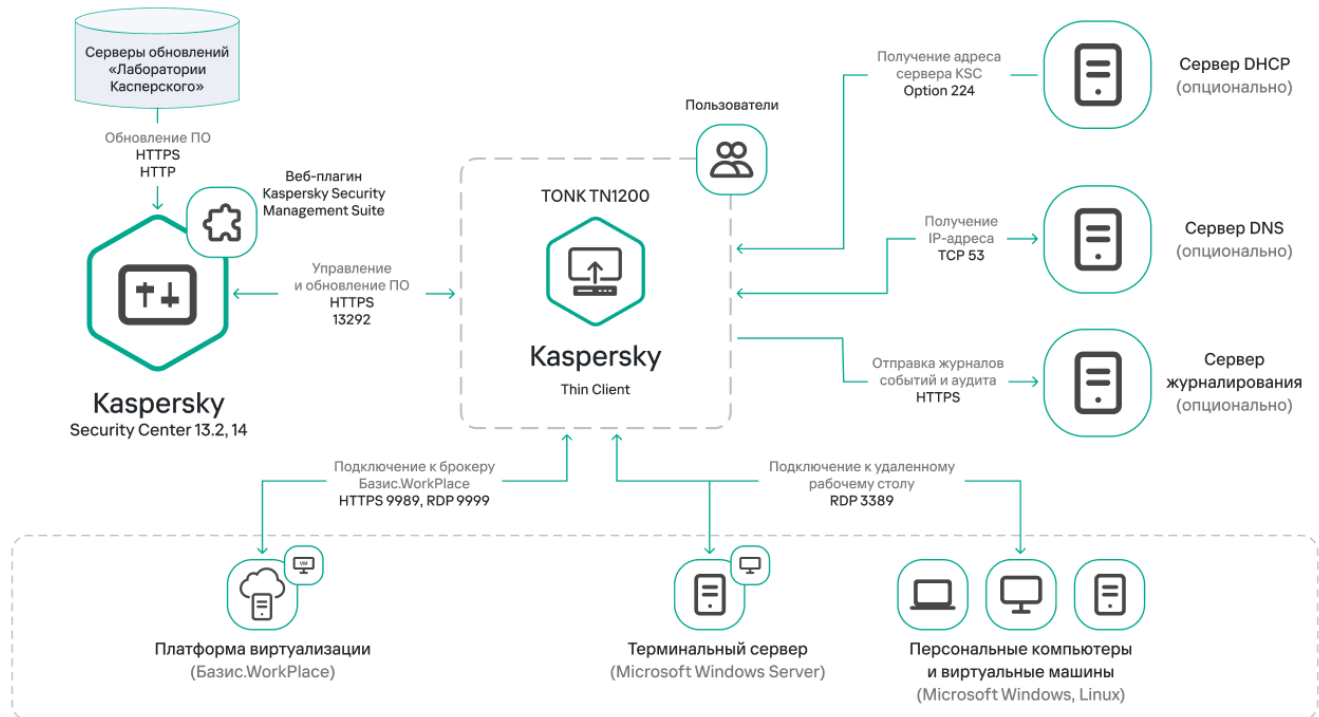 Серверы обновлений
«Лаборатории
Касперского»
Обновление ПО
HTTPS
HTTP
Веб-плагин
Kaspersky Security
Management Suite
Kaspersky
Security Center 13.2, 14
Управление
и обновление ПО
HTTPS
13292
Пользователи
TONK TN1200
Kaspersky
Thin Client
Получение адреса
сервера KSC
Option 224
Сервер DHCP
(опционально)
Получение
IP-адреса
TCP 53
Сервер DNS
(опционально)
Отправка журналов
событий и аудита
HTTPS
Сервер
журналирования
(опционально)
Подключение к брокеру
Базис.WorkPlace
HTTPS 9989, RDP 9999
Подключение к удаленному
рабочему столу
RDP 3389
VM
Платформа виртуализации
(Базис.WorkPlace)
Терминальный сервер
(Microsoft Windows Server)
Персональные компьютеры
и виртуальные машины
(Microsoft Windows, Linux)